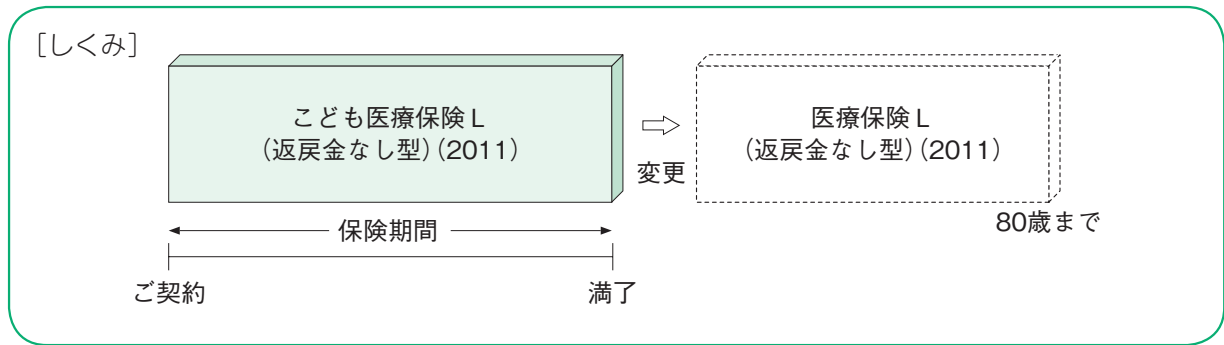 [しくみ]
こども医療保険L
(返戻金なし型)(2011)
変更
医療保険L
(返戻金なし型)(2011)
80歳まで
保険期間
ご契約
満了